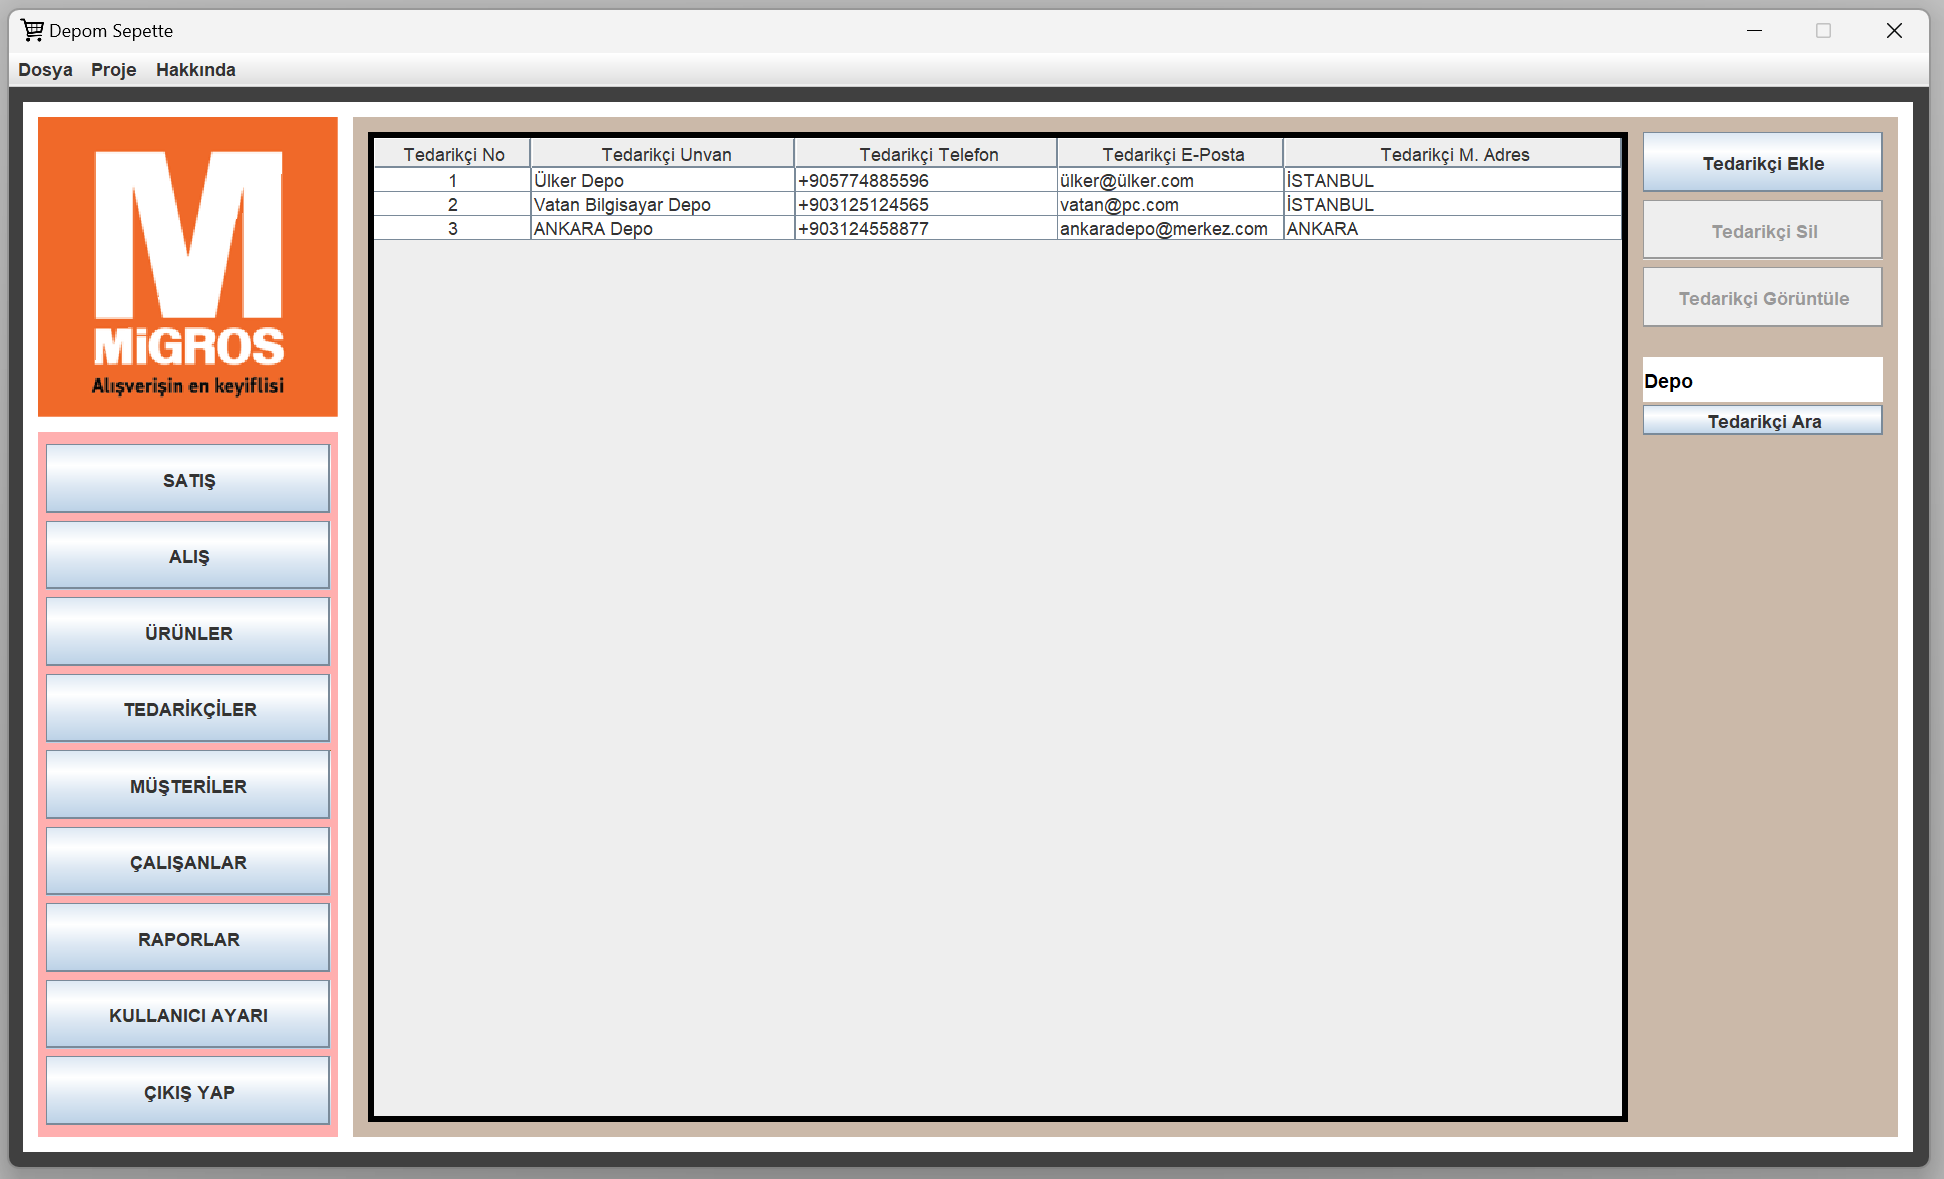 Depom Sepette
Dosya Proje Hakkında
M
MiGROS
Alışverişin en keyiflisi
SATIŞ
ALIŞ
ÜRÜNLER
TEDARİKÇİLER
MÜŞTERİLER
ÇALIŞANLAR
RAPORLAR
KULLANICI AYARI
ÇIKIŞ YAP
Tedarikçi No Tedarikçi Unvan Tedarikçi Telefon Tedarikçi E-Posta Tedarikçi M. Adres
1 Ülker Depo +905774885596 ülker@ülker.com İSTANBUL
2 Vatan Bilgisayar Depo +903125124565 vatan@pc.com İSTANBUL
3 ANKARA Depo +903124558877 ankaradepo@merkez.com ANKARA
Tedarikçi Ekle
Tedarikçi Sil
Tedarikçi Görüntüle
Depo
Tedarikçi Ara